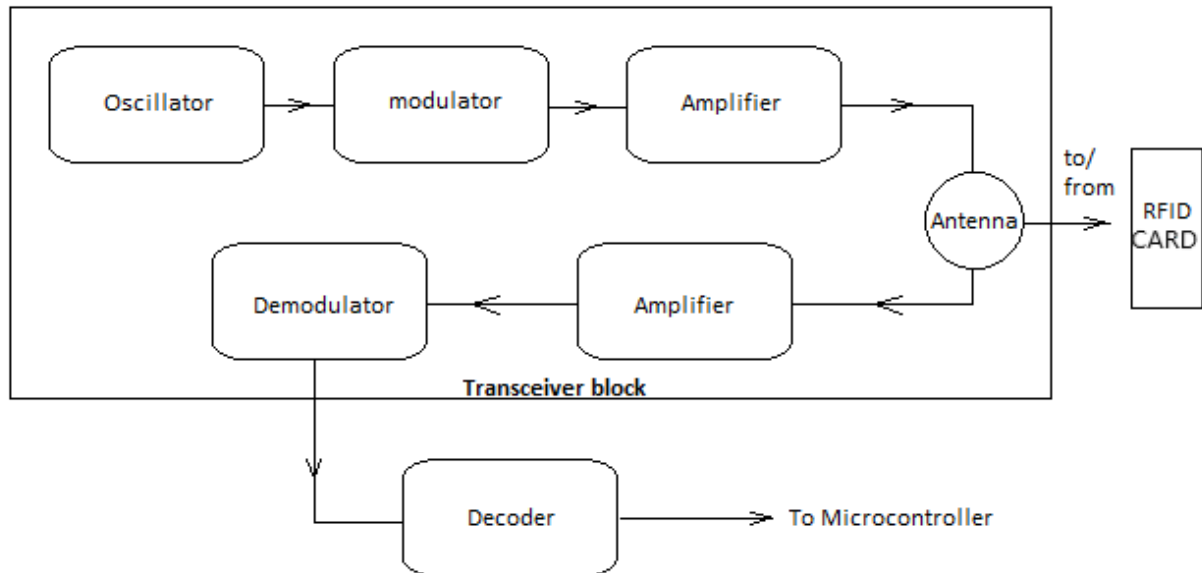 Oscillator
modulator
Amplifier
to/
from
Antenna
RFID
CARD
Demodulator
Amplifier
Transceiver block
Decoder
To Microcontroller